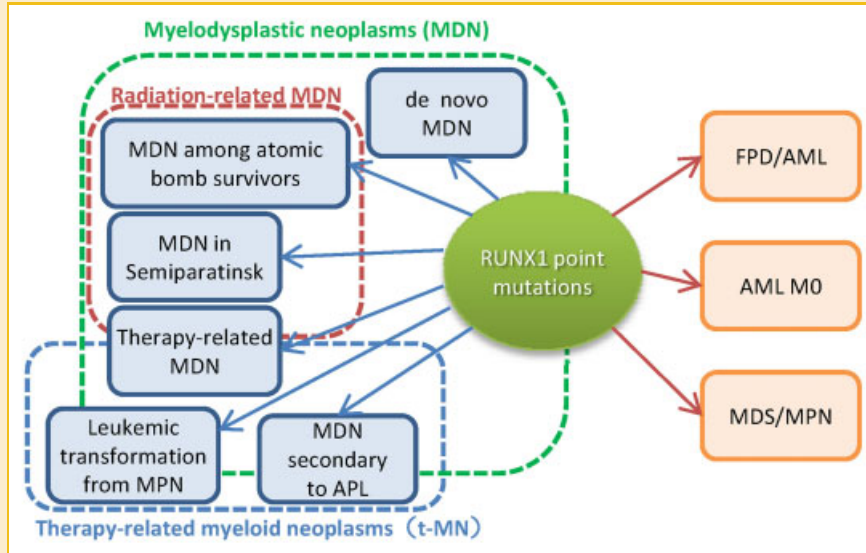 Myelodysplastic neoplasms (MDN)
Radiation-related MDN
de novo
MDN
MDN among atomic
bomb survivors
MDN in
Semiparatinsk
Therapy-related
MDN
Leukemic
transformation
from MPN
MDN
secondary
to APL
Therapy-related myeloid neoplasms（t-MN）
RUNX1 point
mutations
FPD/AML
AML M0
MDS/MPN